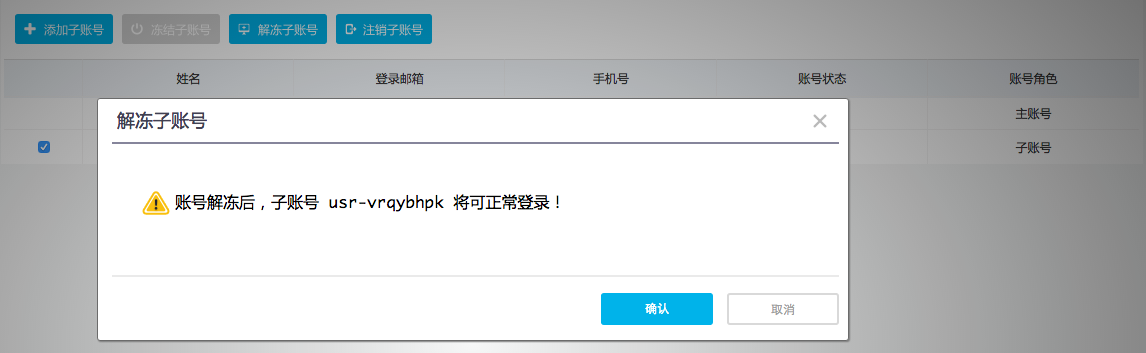 添加子账号 冻结子账号 解冻子账号 注销子账号
姓名 登录邮箱 手机号 账号状态 账号角色
主账号
子账号
解冻子账号
账号解冻后，子账号 usr-vrqybhpk 将可正常登录！
确认 取消